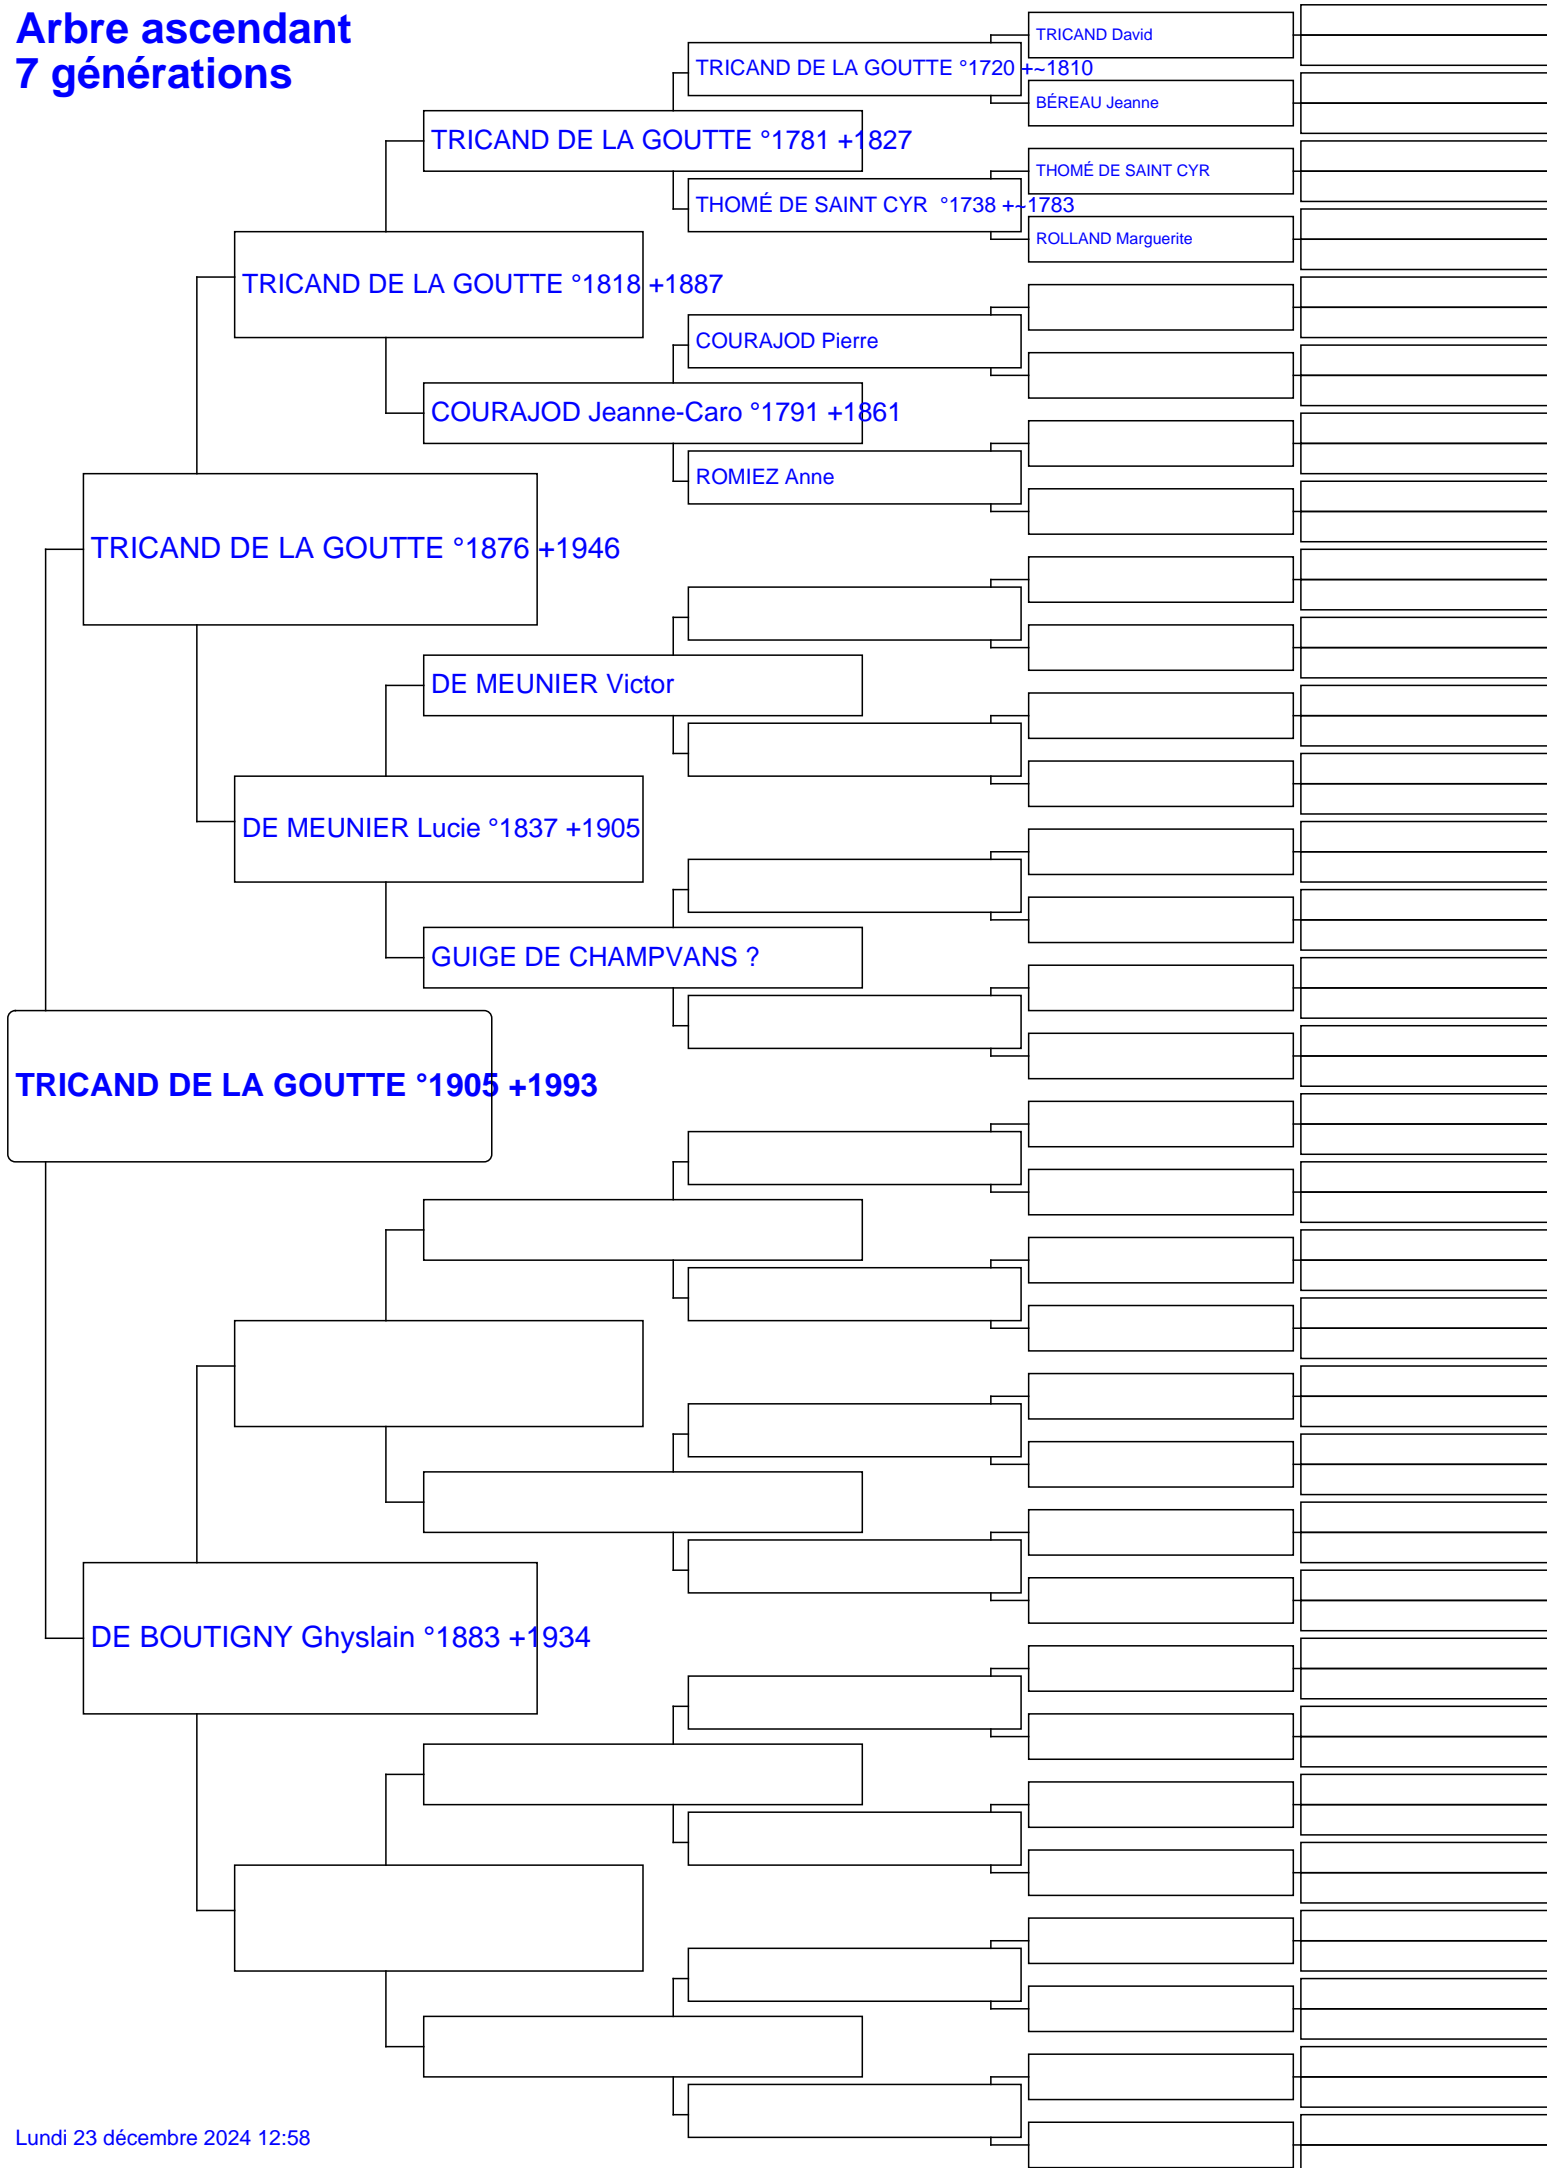 Arbre ascendant
7 générations
TRICAND David
TRICAND DE LA GOUTTE °1720 +~1810
BÉREAU Jeanne
TRICAND DE LA GOUTTE °1781 +1827
THOMÉ DE SAINT CYR
THOMÉ DE SAINT CYR  °1738 +~1783
ROLLAND Marguerite
TRICAND DE LA GOUTTE °1818 +1887
COURAJOD Pierre
COURAJOD Jeanne-Caro °1791 +1861
ROMIEZ Anne
TRICAND DE LA GOUTTE °1876 +1946
DE MEUNIER Victor
DE MEUNIER Lucie °1837 +1905
GUIGE DE CHAMPVANS ?
TRICAND DE LA GOUTTE °1905 +1993
DE BOUTIGNY Ghyslain °1883 +1934
Lundi 23 décembre 2024 12:58